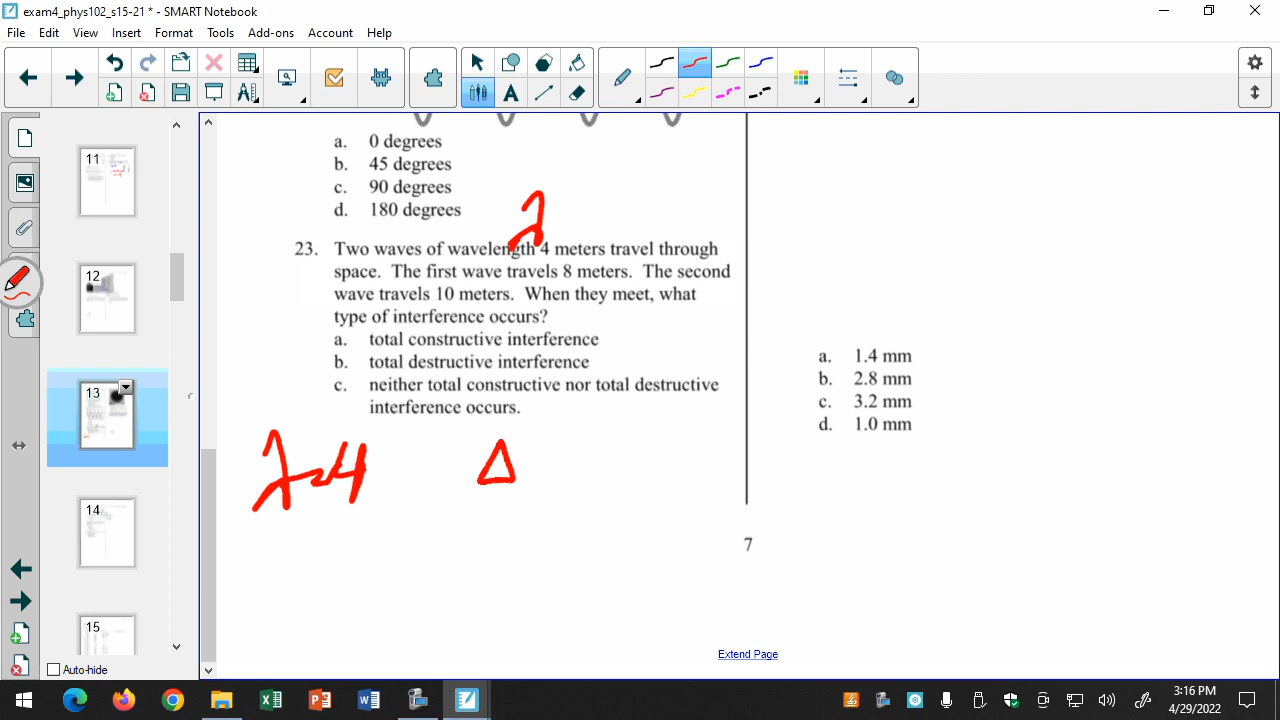 exam4_phys102_s15-21 * - SMART Notebook
File Edit View Insert Format Tools Add-ons Account Help
11
12
13
14
15
Auto-hide
a. 0 degrees
b. 45 degrees
c. 90 degrees
d. 180 degrees
λ
23. Two waves of wavelength 4 meters travel through
space. The first wave travels 8 meters. The second
wave travels 10 meters. When they meet, what
type of interference occurs?
a. total constructive interference
b. total destructive interference
c. neither total constructive nor total destructive
interference occurs.
λ=4 Δ
a. 1.4 mm
b. 2.8 mm
c. 3.2 mm
d. 1.0 mm
7
Extend Page
3:16 PM
4/29/2022